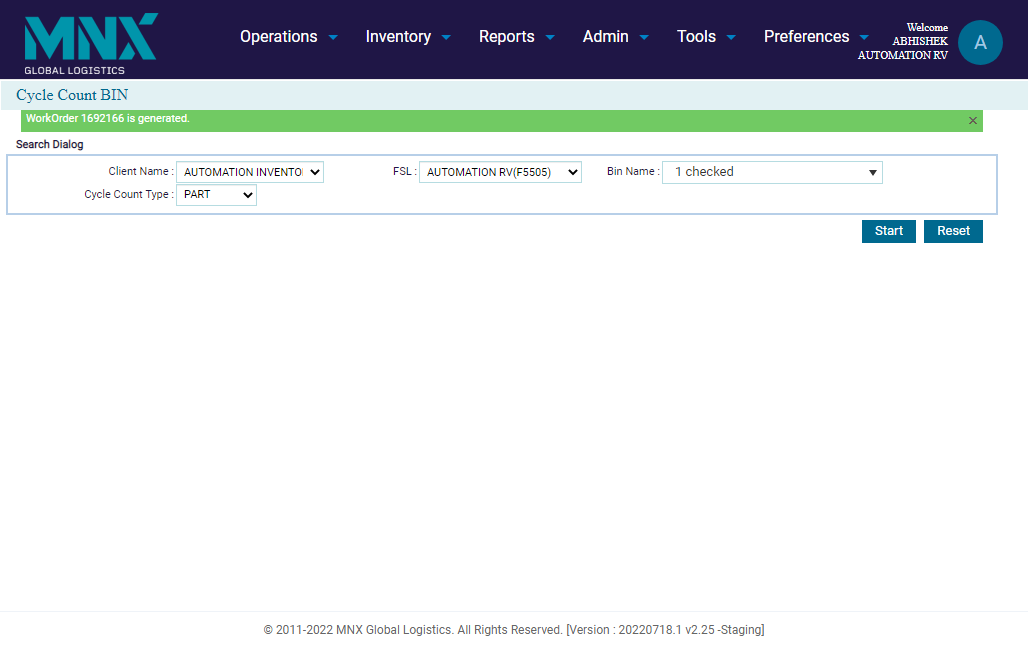 MNX
GLOBAL LOGISTICS
Operations Inventory Reports Admin Tools Preferences
Welcome
ABHISHEK
AUTOMATION RV
A
Cycle Count BIN
WorkOrder 1692166 is generated.
Search Dialog
Client Name : AUTOMATION INVENTO FSL : AUTOMATION RV(F5505) Bin Name : 1 checked
Cycle Count Type : PART
Start Reset
© 2011-2022 MNX Global Logistics. All Rights Reserved. [Version : 20220718.1 v2.25 -Staging]